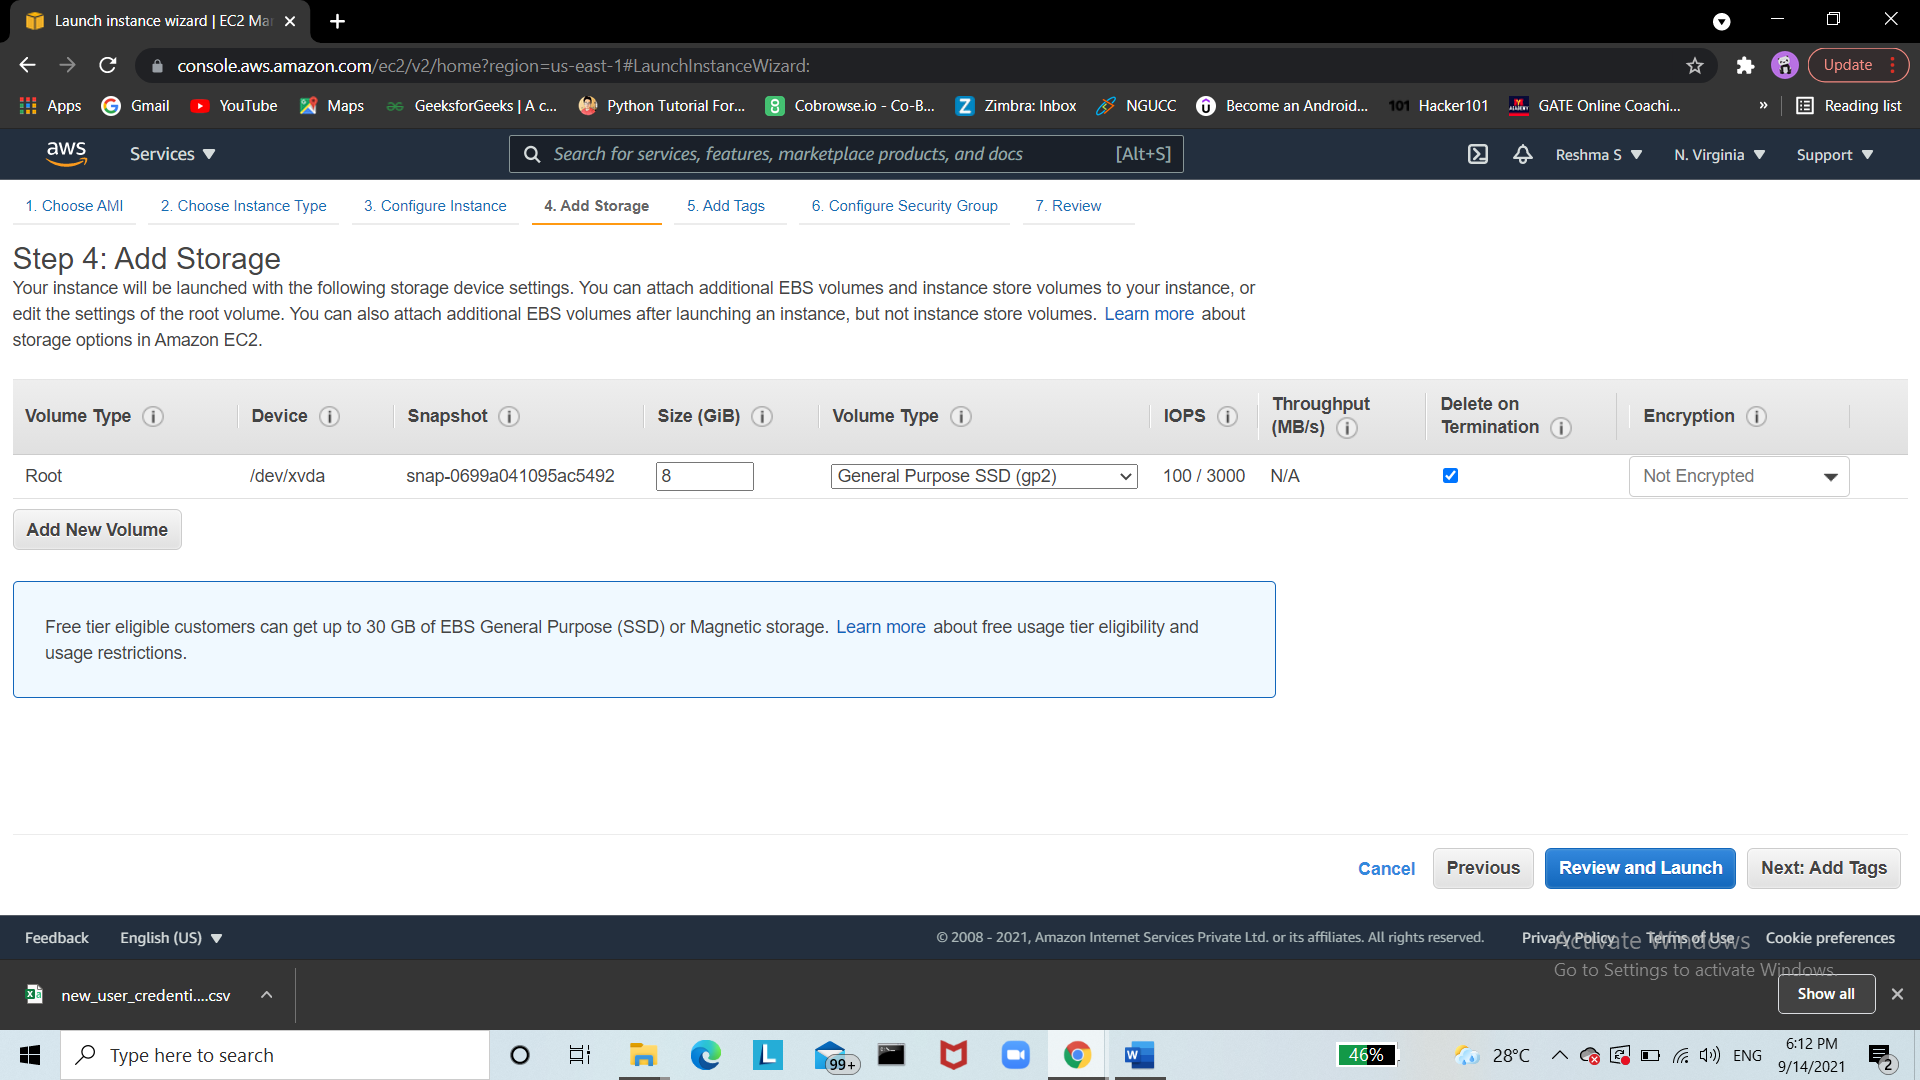 Launch instance wizard | EC2 Ma
console.aws.amazon.com/ec2/v2/home?region=us-east-1#LaunchInstanceWizard:
Update
Apps
Gmail
YouTube
Maps
GeeksforGeeks | A c...
Python Tutorial For...
Cobrowse.io - Co-B...
Zimbra: Inbox
NGUCC
Become an Android...
101 Hacker101
GATE Online Coachi...
»
Reading list
aws
Services
Search for services, features, marketplace products, and docs
[Alt+S]
Reshma S
N. Virginia
Support
1. Choose AMI
2. Choose Instance Type
3. Configure Instance
4. Add Storage
5. Add Tags
6. Configure Security Group
7. Review
Step 4: Add Storage
Your instance will be launched with the following storage device settings. You can attach additional EBS volumes and instance store volumes to your instance, or
edit the settings of the root volume. You can also attach additional EBS volumes after launching an instance, but not instance store volumes. Learn more about
storage options in Amazon EC2.
Volume Type
Device
Snapshot
Size (GiB)
Volume Type
IOPS
Throughput
(MB/s)
Delete on
Termination
Encryption
Root
/dev/xvda
snap-0699a041095ac5492
8
General Purpose SSD (gp2)
100 / 3000
N/A
Not Encrypted
Add New Volume
Free tier eligible customers can get up to 30 GB of EBS General Purpose (SSD) or Magnetic storage. Learn more about free usage tier eligibility and
usage restrictions.
Cancel
Previous
Review and Launch
Next: Add Tags
Feedback
English (US)
© 2008 - 2021, Amazon Internet Services Private Ltd. or its affiliates. All rights reserved.
Privacy Policy
Terms of Use
Cookie preferences
Activate Windows
Go to Settings to activate Windows.
new_user_credenti....csv
Show all
Type here to search
99+
46%
28°C
ENG
6:12 PM
9/14/2021
2